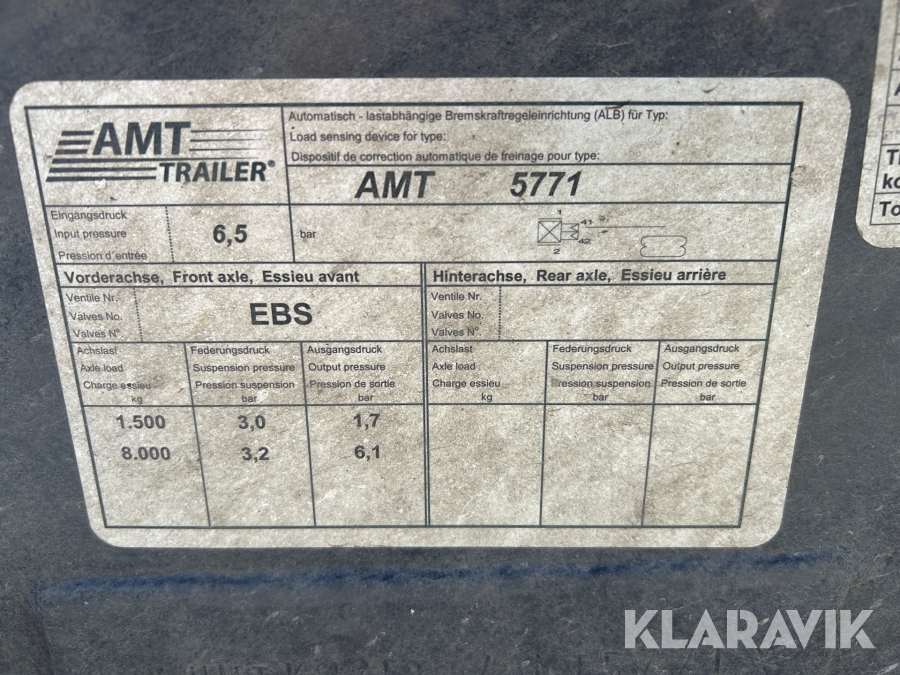 AMT
TRAILER®
Automatisch - lastabhängige Bremskraftregeleinrichtung (ALB) für Typ:
Load sensing device for type:
Dispositif de correction automatique de freinage pour type:
AMT 5771
Eingangsdruck
Input pressure
Pression d'entrée
6,5
bar
1
41
42
2
Vorderachse, Front axle, Essieu avant
Hinterachse, Rear axle, Essieu arrière
Ventile Nr.
Valves No.
Valves N°.
EBS
Ventile Nr.
Valves No.
Valves N°.
Achslast
Axle load
Charge essieu
kg
Federungsdruck
Suspension pressure
Pression suspension
bar
Ausgangsdruck
Output pressure
Pression de sortie
bar
Achslast
Axle load
Charge essieu
kg
Federungsdruck
Suspension pressure
Pression suspension
bar
Ausgangsdruck
Output pressure
Pression de sortie
bar
1.500 3,0 1,7
8.000 3,2 6,1
KLARAVIK